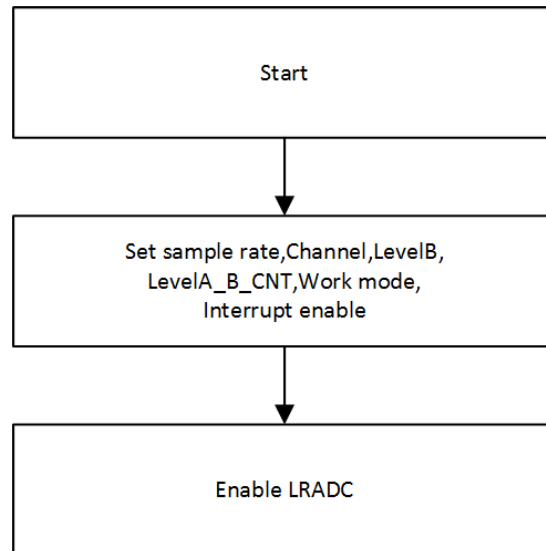 Start
Set sample rate,Channel,LevelB,
LevelA_B_CNT,Work mode,
Interrupt enable
Enable LRADC